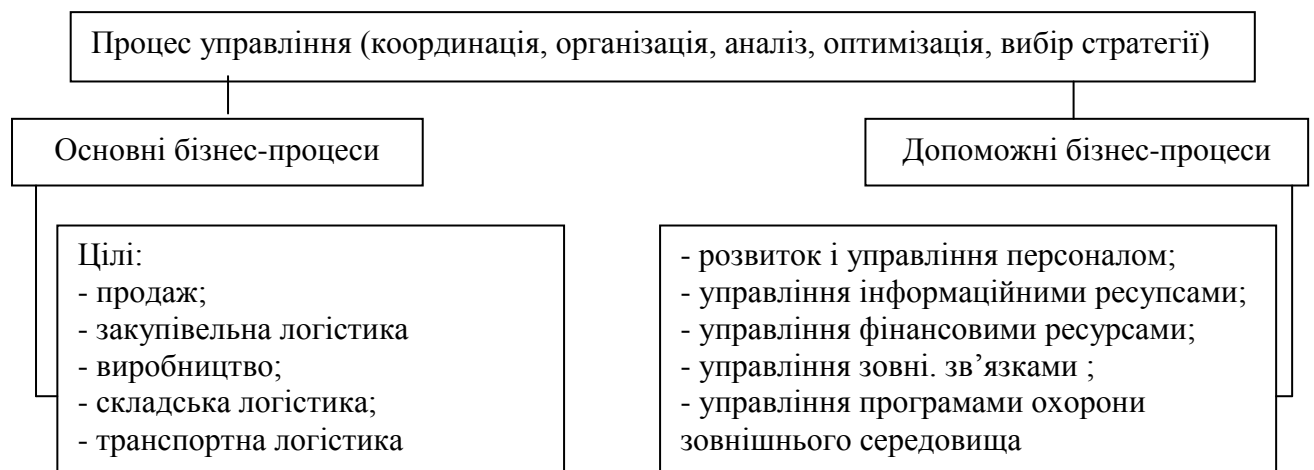 Процес управління (координація, організація, аналіз, оптимізація, вибір стратегії)
Основні бізнес-процеси
Допоможні бізнес-процеси
Цілі:
- продаж;
- закупівельна логістика
- виробництво;
- складська логістика;
- транспортна логістика
- розвиток і управління персоналом;
- управління інформаційними ресупсами;
- управління фінансовими ресурсами;
- управління зовні. зв’язками ;
- управління програмами охорони
зовнішнього середовища